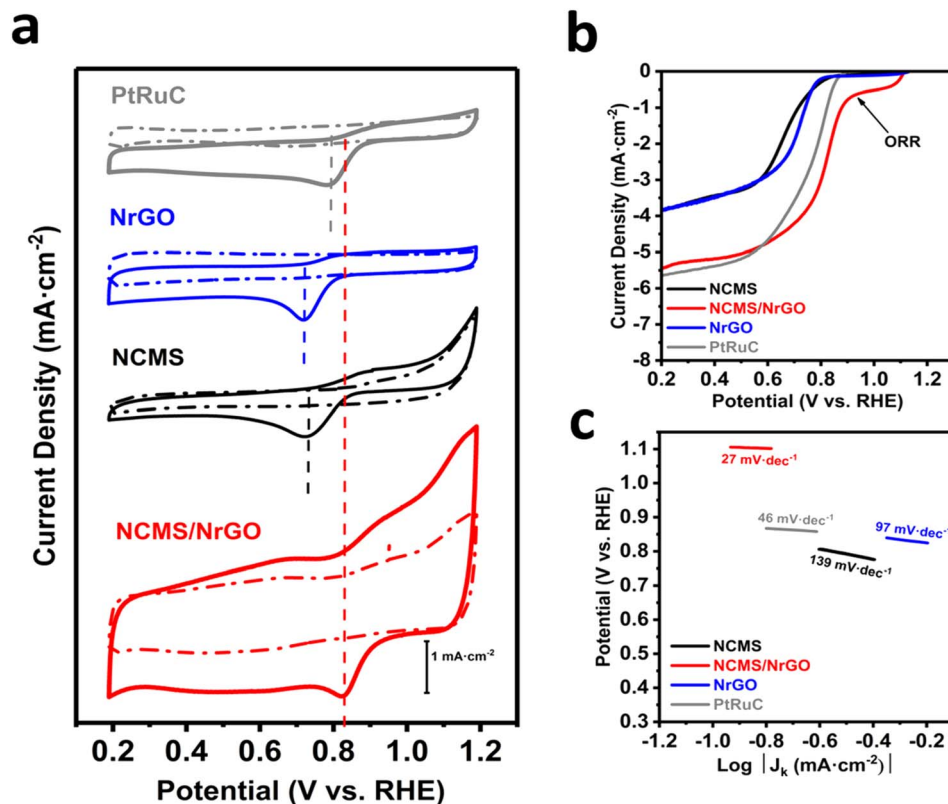 a
PtRuC
NrGO
NCMS
NCMS/NrGO
1 mA·cm-2
Current Density (mA·cm-2)
0.2 0.4 0.6 0.8 1.0 1.2
Potential (V vs. RHE)
b
0
-1
-2
-3
-4
-5
-6
-7
-8
ORR
NCMS
NCMS/NrGO
NrGO
PtRuC
Current Density (mA·cm-2)
0.2 0.4 0.6 0.8 1.0 1.2
Potential (V vs. RHE)
c
1.1
1.0
0.9
0.8
0.7
0.6
0.5
0.4
0.3
27 mV·dec-1
46 mV·dec-1
97 mV·dec-1
139 mV·dec-1
NCMS
NCMS/NrGO
NrGO
PtRuC
Potential (V vs. RHE)
-1.2 -1.0 -0.8 -0.6 -0.4 -0.2
Log |Jk (mA·cm-2)|